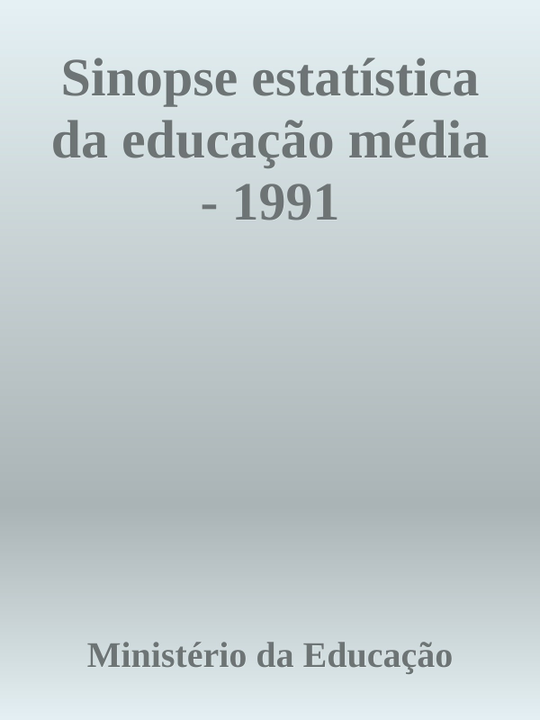 Sinopse estatística
da educação média
- 1991
Ministério da Educação